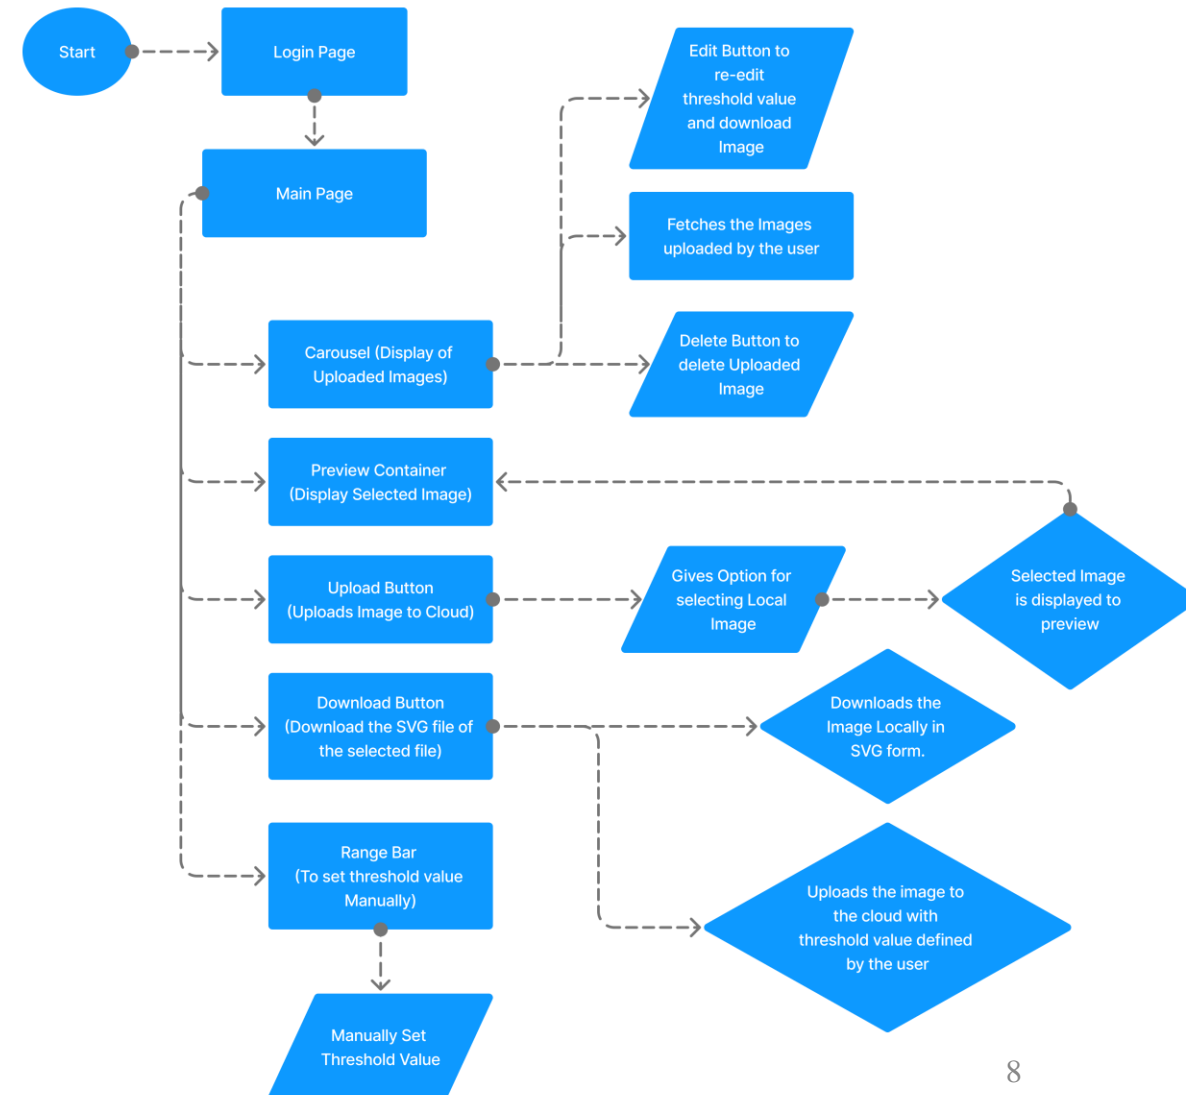 Start
Login Page
Main Page
Edit Button to
re-edit
threshold value
and download
Image
Fetches the Images
uploaded by the user
Carousel (Display of
Uploaded Images)
Delete Button to
delete Uploaded
Image
Preview Container
(Display Selected Image)
Upload Button
(Uploads Image to Cloud)
Gives Option for
selecting Local
Image
Selected Image
is displayed to
preview
Download Button
(Download the SVG file of
the selected file)
Downloads the
Image Locally in
SVG form.
Range Bar
(To set threshold value
Manually)
Uploads the image to
the cloud with
threshold value defined
by the user
Manually Set
Threshold Value
8